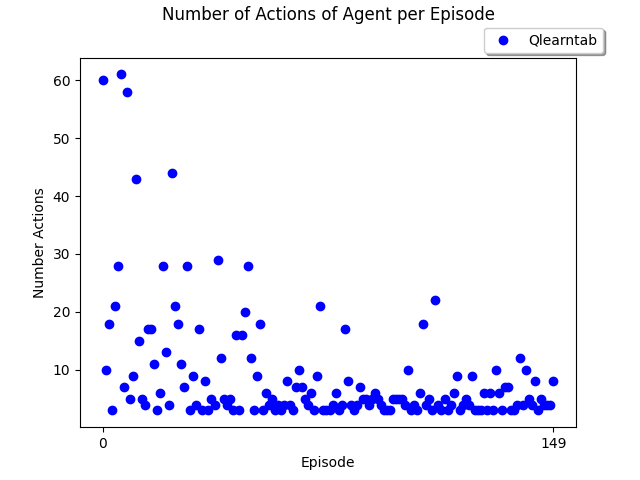 Number of Actions of Agent per Episode
Qlearntab
60
50
40
30
20
10
Number Actions
0
149
Episode